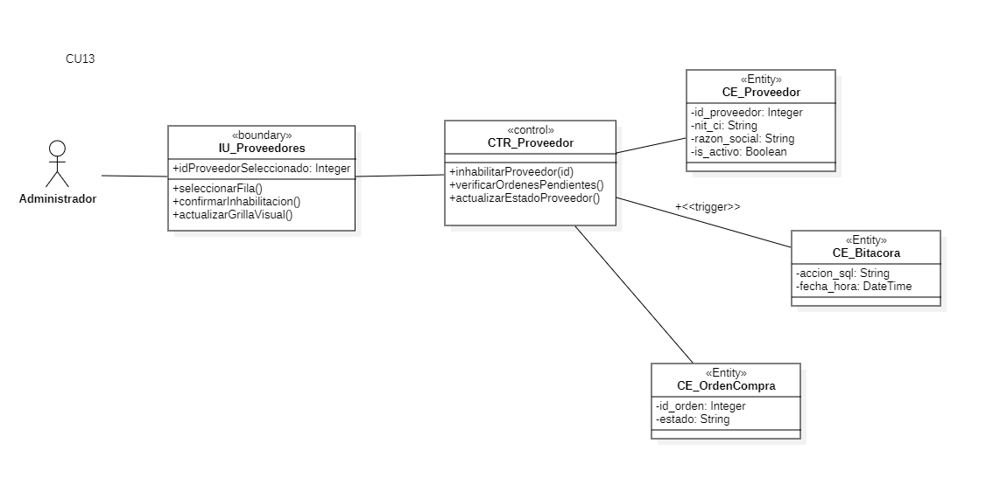 CU13
Administrador
«boundary»
IU_Proveedores
+idProveedorSeleccionado: Integer
+seleccionarFila()
+confirmarInhabilitacion()
+actualizarGrillaVisual()
«control»
CTR_Proveedor
+inhabilitarProveedor(id)
+verificarOrdenesPendientes()
+actualizarEstadoProveedor()
«Entity»
CE_Proveedor
-id_proveedor: Integer
-nit_ci: String
-razon_social: String
-is_activo: Boolean
+<<trigger>>
«Entity»
CE_Bitacora
-accion_sql: String
-fecha_hora: DateTime
«Entity»
CE_OrdenCompra
-id_orden: Integer
-estado: String